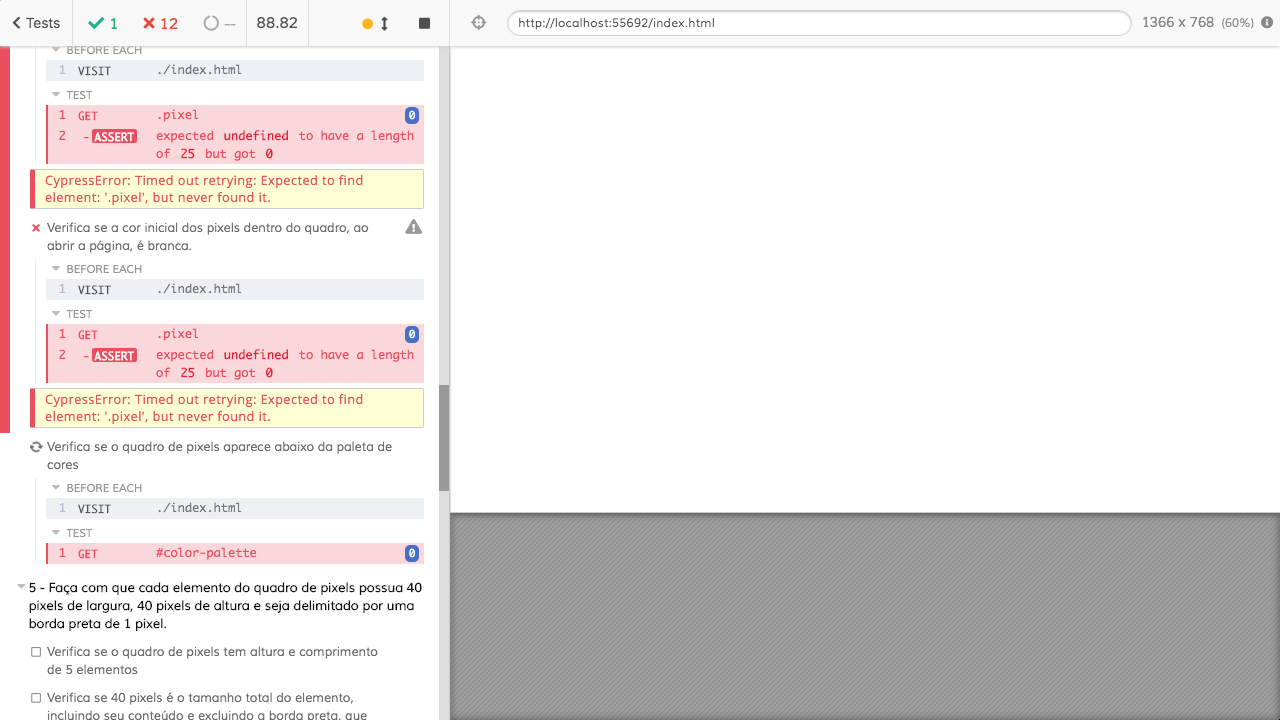 Tests 1 12 -- 88.82 http://localhost:55692/index.html 1366 x 768 (60%)
BEFORE EACH
1 VISIT ./index.html
TEST
1 GET .pixel 0
2 -ASSERT expected undefined to have a length
of 25 but got 0
CypressError: Timed out retrying: Expected to find
element: '.pixel', but never found it.
Verifica se a cor inicial dos pixels dentro do quadro, ao
abrir a página, é branca.
BEFORE EACH
1 VISIT ./index.html
TEST
1 GET .pixel 0
2 -ASSERT expected undefined to have a length
of 25 but got 0
CypressError: Timed out retrying: Expected to find
element: '.pixel', but never found it.
Verifica se o quadro de pixels aparece abaixo da paleta de
cores
BEFORE EACH
1 VISIT ./index.html
TEST
1 GET #color-palette 0
5 - Faça com que cada elemento do quadro de pixels possua 40
pixels de largura, 40 pixels de altura e seja delimitado por uma
borda preta de 1 pixel.
Verifica se o quadro de pixels tem altura e comprimento
de 5 elementos
Verifica se 40 pixels é o tamanho total do elemento,
incluindo seu conteúdo e excluindo a borda preta, que